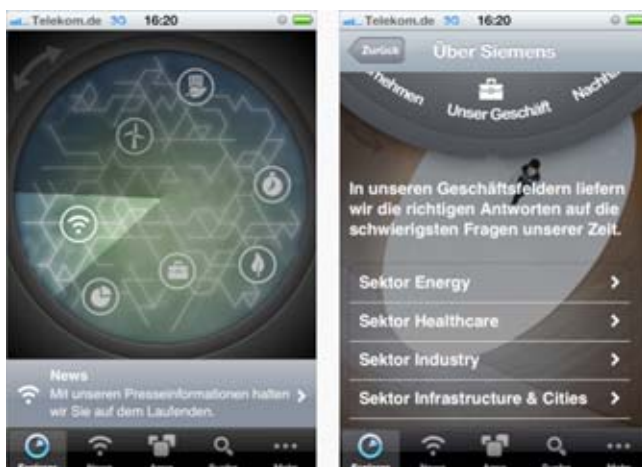 Telekom.de 3G 16:20
News
Mit unseren Presseinformationen halten
wir Sie auf dem Laufenden.
Telekom.de 3G 16:20
Zurück
Über Siemens
Unser Geschäft
In unseren Geschäftsfeldern liefern
wir die richtigen Antworten auf die
schwierigsten Fragen unserer Zeit.
Sektor Energy
Sektor Healthcare
Sektor Industry
Sektor Infrastructure & Cities